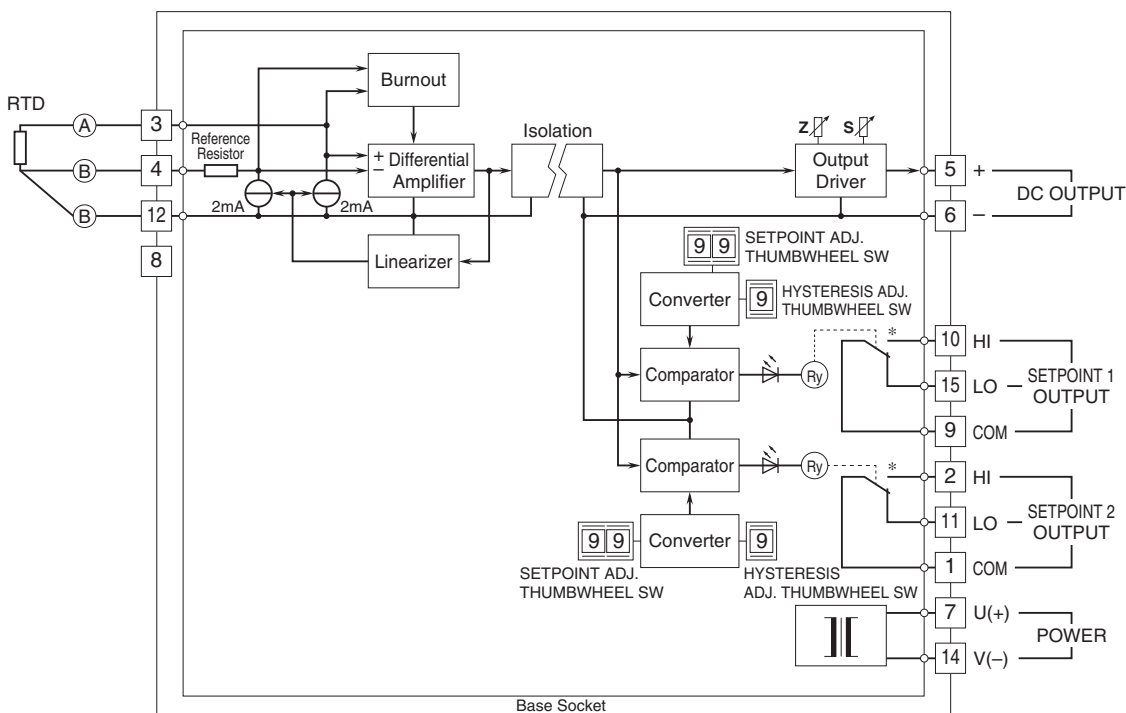 RTD
A
B
B
3
4
12
8
Reference
Resistor
Burnout
+
−
Differential
Amplifier
2mA
2mA
Linearizer
Isolation
Z
S
Output
Driver
5
+
6
−
DC OUTPUT
9 9
SETPOINT ADJ.
THUMBWHEEL SW
Converter
9
HYSTERESIS ADJ.
THUMBWHEEL SW
Comparator
Ry
*
10
HI
15
LO
9
COM
SETPOINT 1
OUTPUT
Comparator
Ry
*
2
HI
11
LO
1
COM
SETPOINT 2
OUTPUT
9 9
Converter
9
SETPOINT ADJ.
THUMBWHEEL SW
HYSTERESIS
ADJ. THUMBWHEEL SW
7
U(+)
14
V(−)
POWER
Base Socket